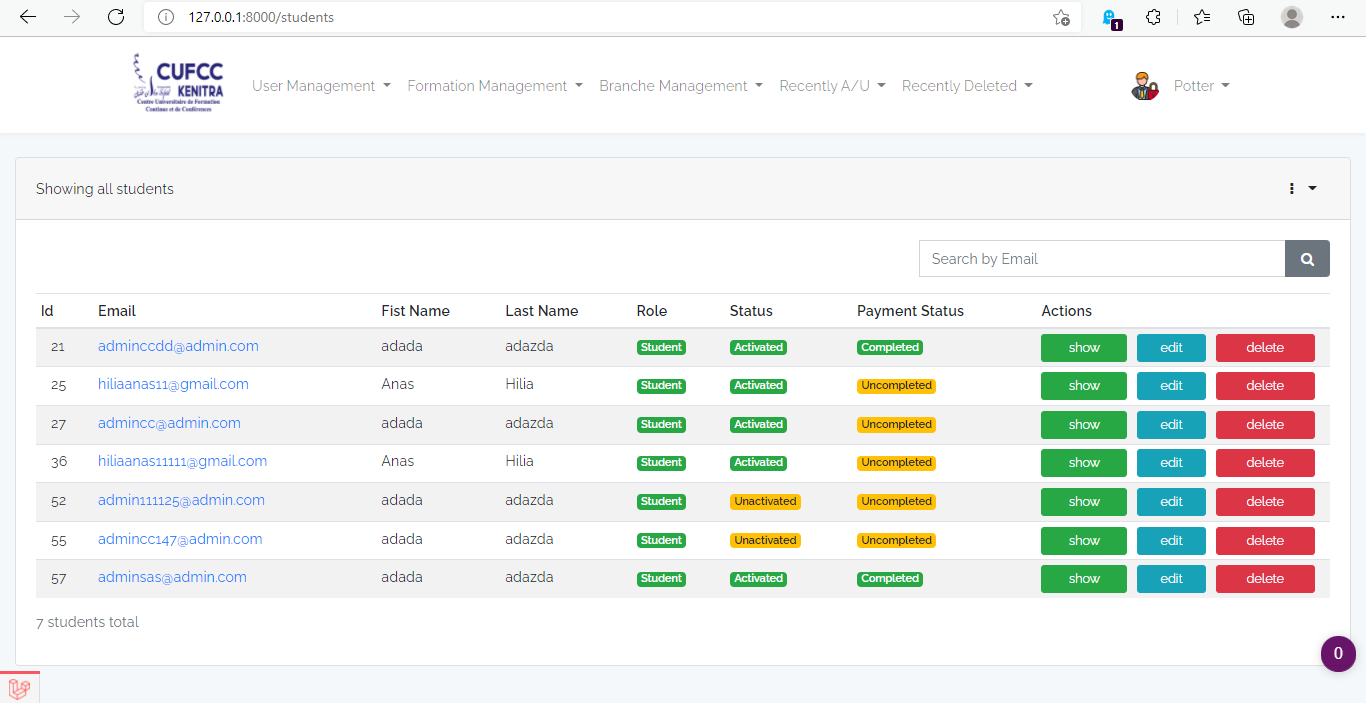 127.0.0.1:8000/students
1
CUFCC
KENITRA
Centre Universitaire de Formation
Continue et de Conférences
User Management Formation Management Branche Management Recently A/U Recently Deleted Potter
Showing all students
Search by Email
Id Email Fist Name Last Name Role Status Payment Status Actions
21 adminccdd@admin.com adada adazda Student Activated Completed show edit delete
25 hiliaanas11@gmail.com Anas Hilia Student Activated Uncompleted show edit delete
27 admincc@admin.com adada adazda Student Activated Uncompleted show edit delete
36 hiliaanas11111@gmail.com Anas Hilia Student Activated Uncompleted show edit delete
52 admin111125@admin.com adada adazda Student Unactivated Uncompleted show edit delete
55 admincc147@admin.com adada adazda Student Unactivated Uncompleted show edit delete
57 adminsas@admin.com adada adazda Student Activated Completed show edit delete
7 students total
0